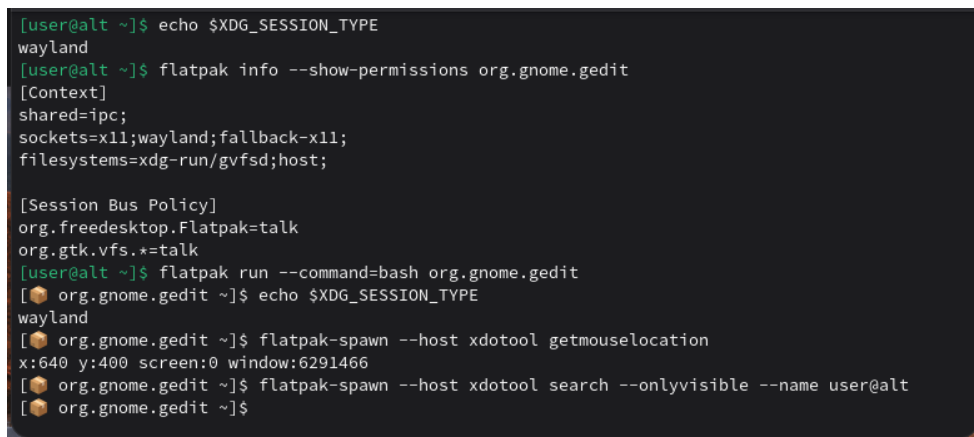 [user@alt ~]$ echo $XDG_SESSION_TYPE
wayland
[user@alt ~]$ flatpak info --show-permissions org.gnome.gedit
[Context]
shared=ipc;
sockets=x11;wayland;fallback-x11;
filesystems=xdg-run/gvfsd;host;

[Session Bus Policy]
org.freedesktop.Flatpak=talk
org.gtk.vfs.*=talk
[user@alt ~]$ flatpak run --command=bash org.gnome.gedit
[📦 org.gnome.gedit ~]$ echo $XDG_SESSION_TYPE
wayland
[📦 org.gnome.gedit ~]$ flatpak-spawn --host xdotool getmouselocation
x:640 y:400 screen:0 window:6291466
[📦 org.gnome.gedit ~]$ flatpak-spawn --host xdotool search --onlyvisible --name user@alt
[📦 org.gnome.gedit ~]$